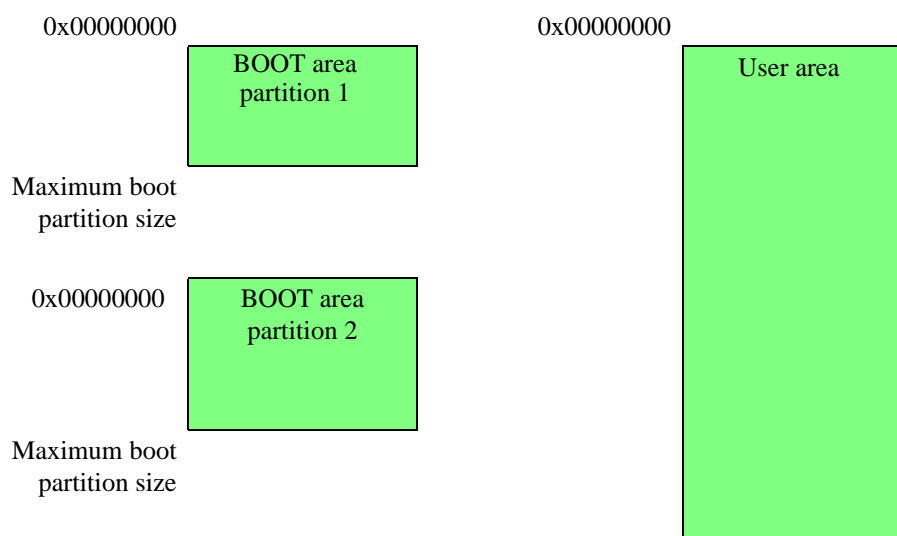 0x00000000
BOOT area
partition 1
Maximum boot
partition size
0x00000000
BOOT area
partition 2
Maximum boot
partition size
0x00000000
User area